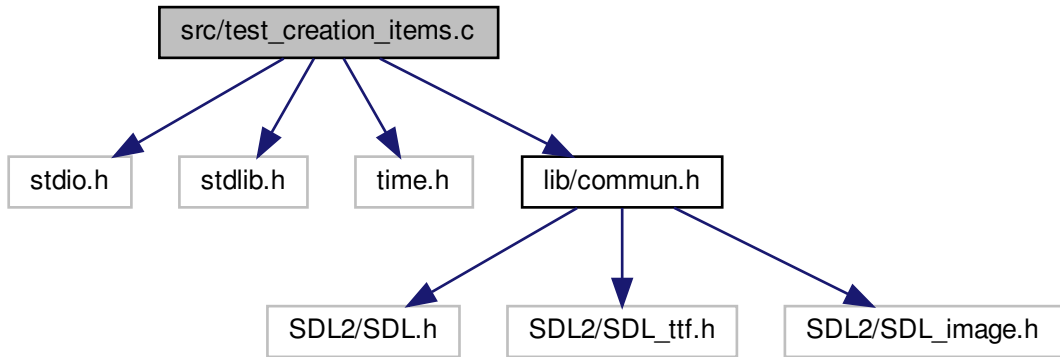 src/test_creation_items.c
stdio.h
stdlib.h
time.h
lib/commun.h
SDL2/SDL.h
SDL2/SDL_ttf.h
SDL2/SDL_image.h